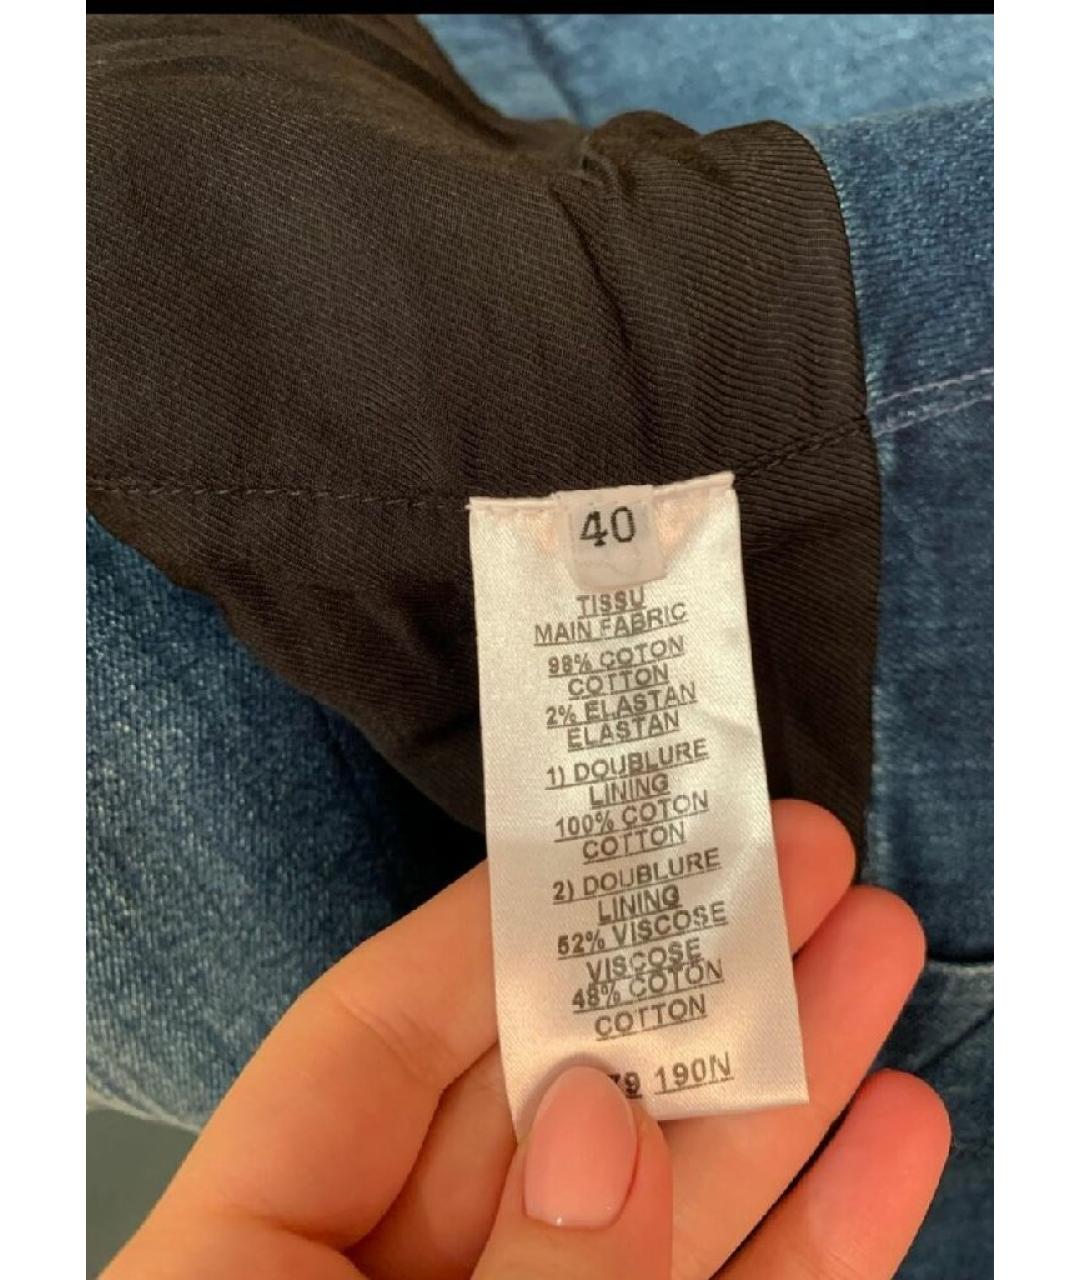 40
TISSU
MAIN FABRIC
98% COTON
COTTON
2% ELASTAN
ELASTAN
1) DOUBLURE
LINING
100% COTON
COTTON
2) DOUBLURE
LINING
52% VISCOSE
VISCOSE
48% COTON
COTTON
190N